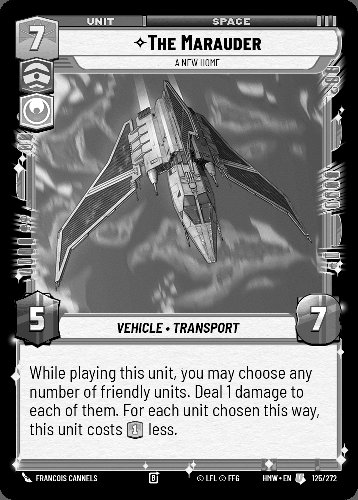 7
UNIT
SPACE
✧THE MARAUDER
A NEW HOME
5
VEHICLE • TRANSPORT
7
While playing this unit, you may choose any
number of friendly units. Deal 1 damage to
each of them. For each unit chosen this way,
this unit costs 1 less.
FRANCOIS CANNELS
© LFL © FFG
HMW • EN
125/272